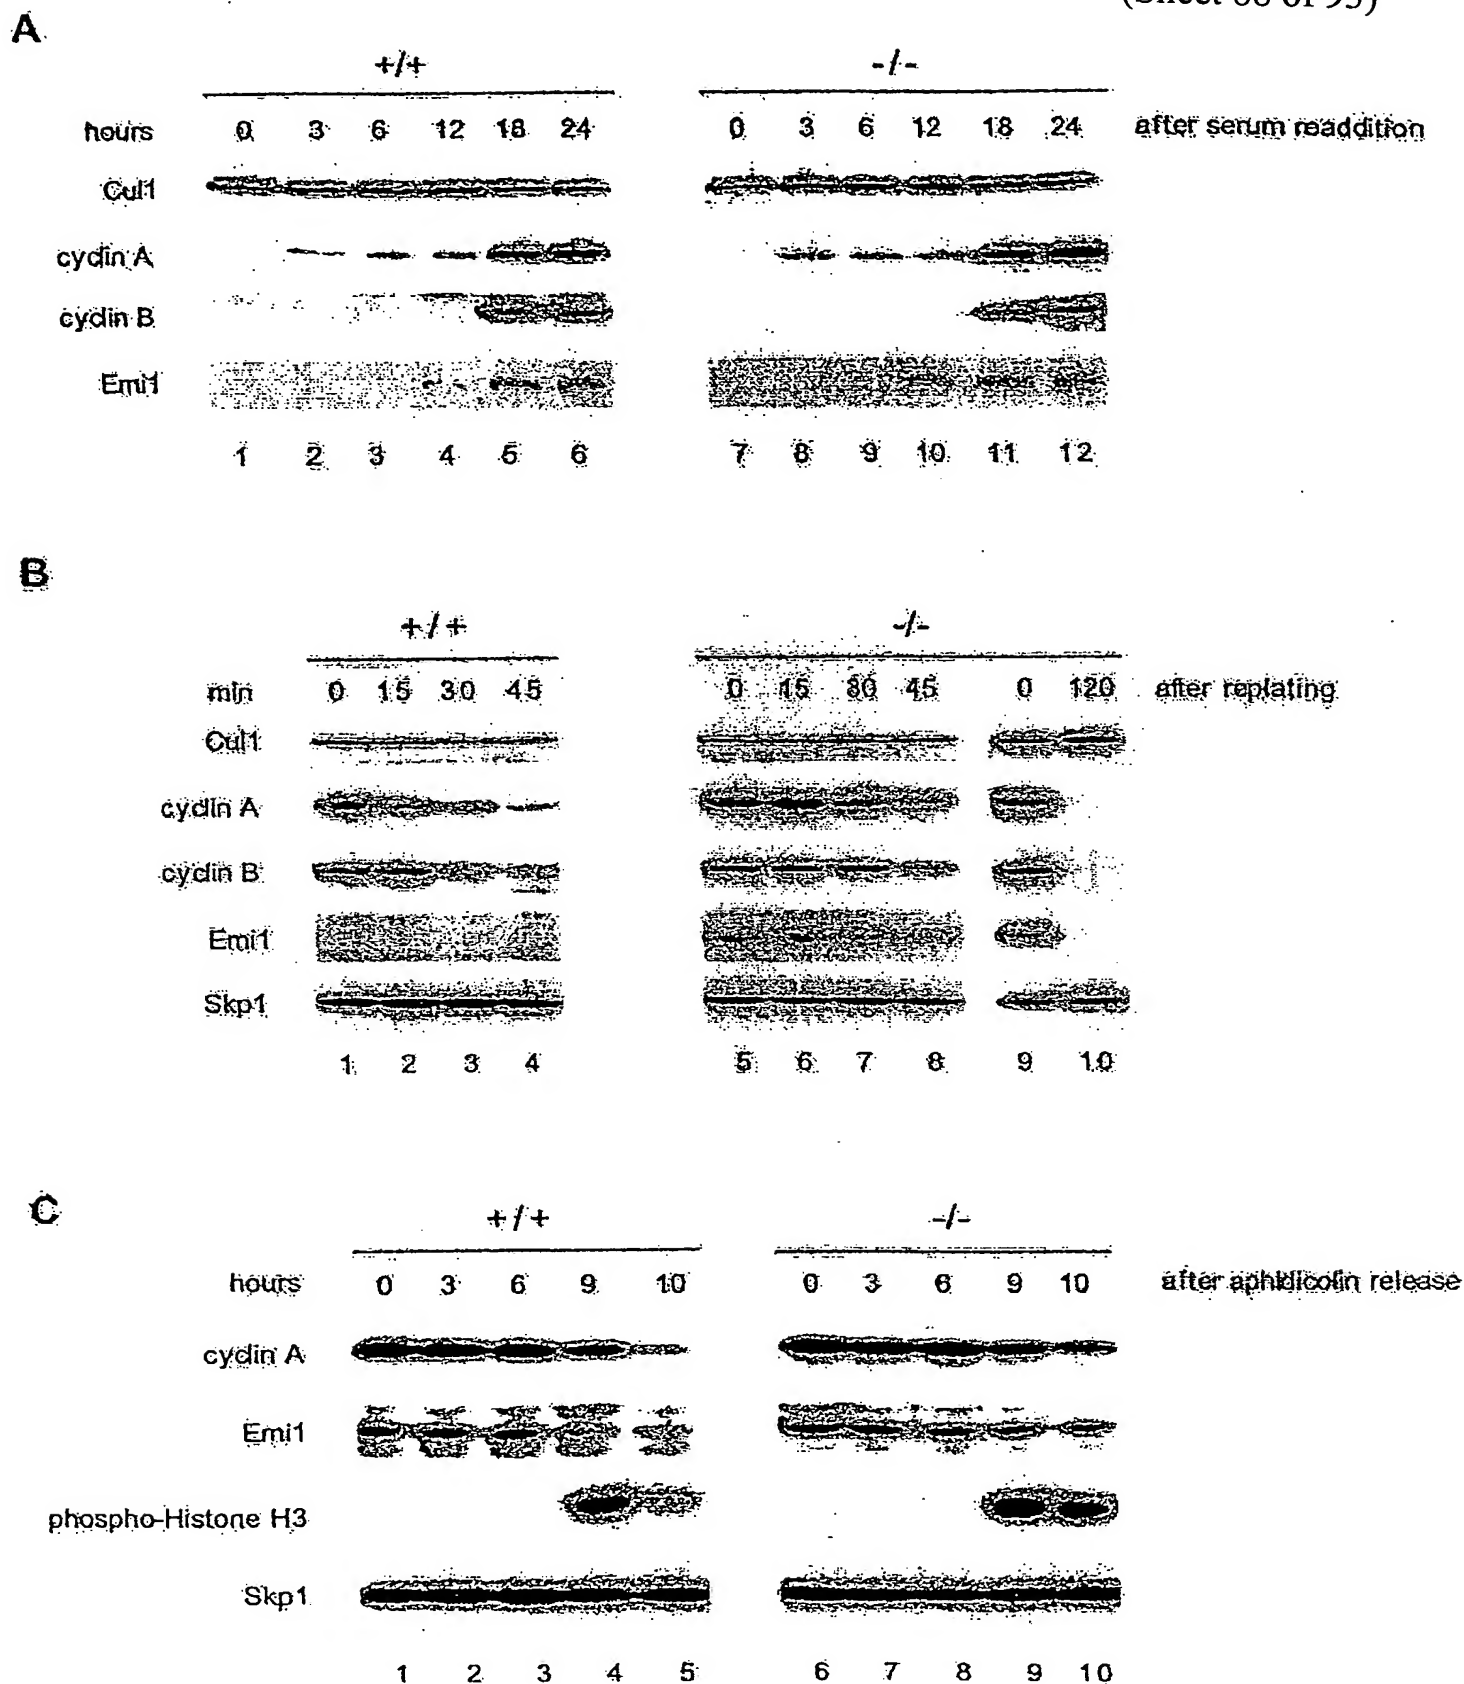 (Sheet 68 of 93)
A
+/+ -/-
hours 0 3 6 12 18 24 0 3 6 12 18 24 after serum readdition
Cul1
cyclin A
cyclin B
Emi1
1 2 3 4 5 6 7 8 9 10 11 12
B
+/+ -/-
min 0 15 30 45 0 15 30 45 0 120 after replating
Cul1
cyclin A
cyclin B
Emi1
Skp1
1 2 3 4 5 6 7 8 9 10
C
+/+ -/-
hours 0 3 6 9 10 0 3 6 9 10 after aphidicolin release
cyclin A
Emi1
phospho-Histone H3
Skp1
1 2 3 4 5 6 7 8 9 10